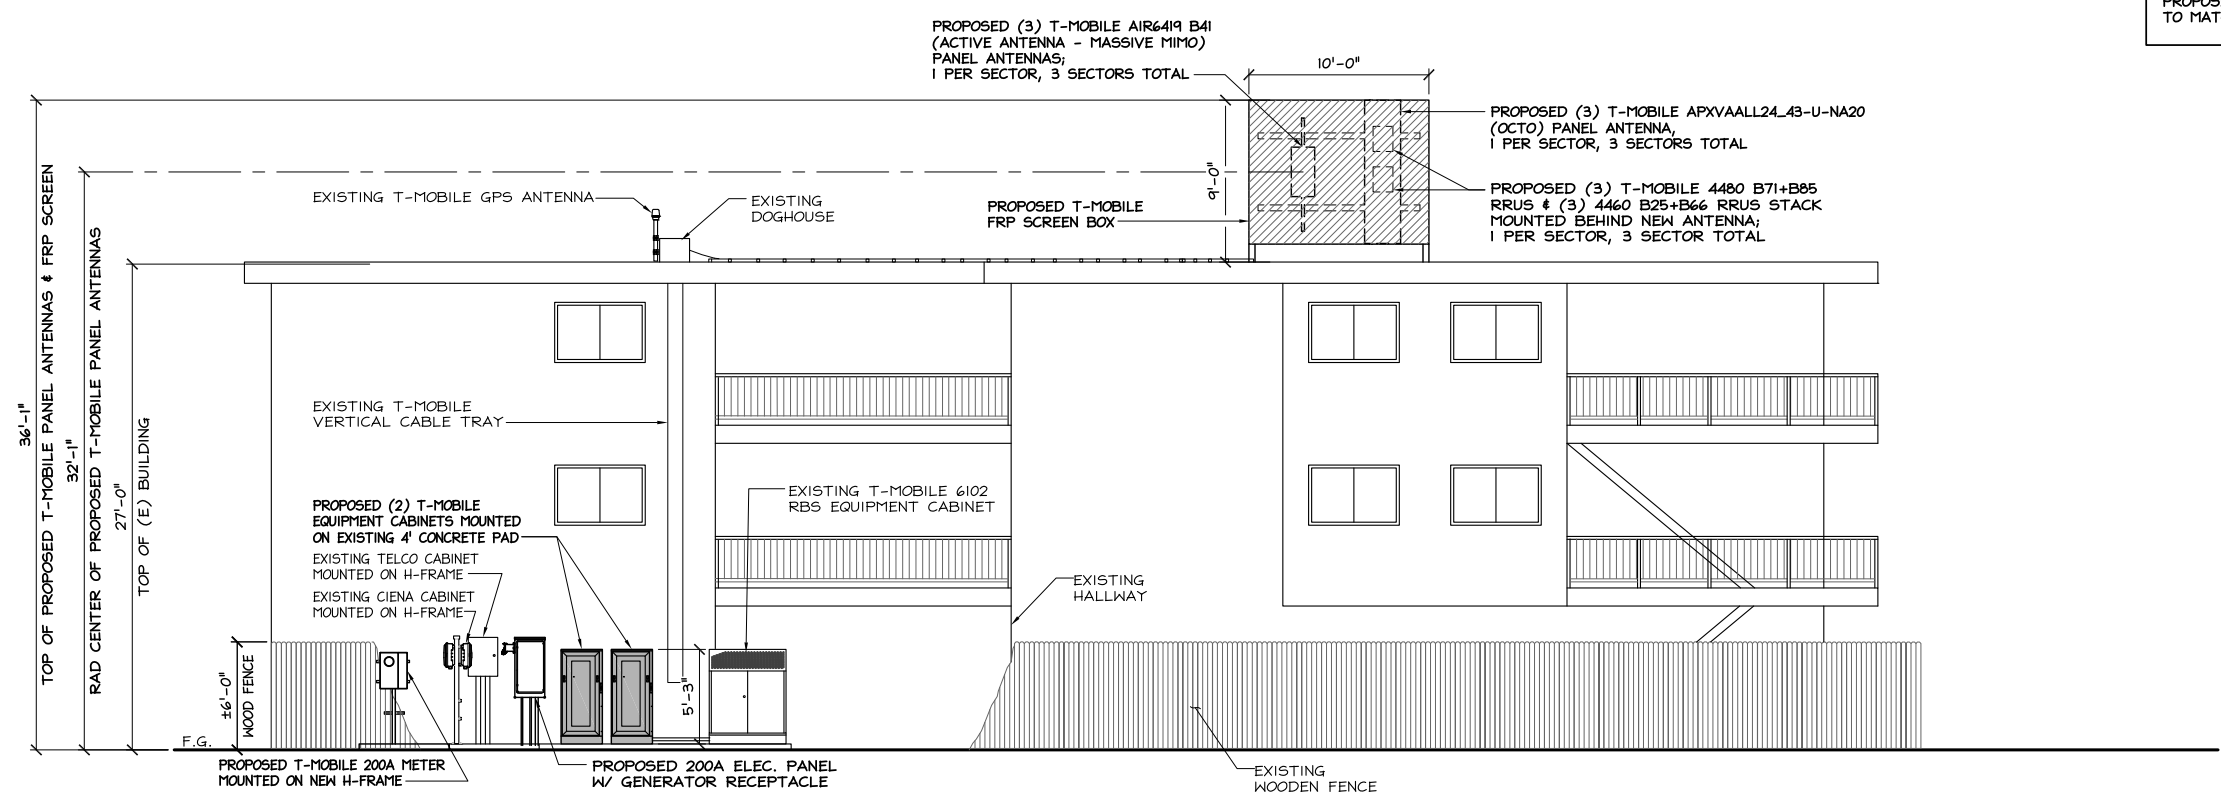 PROPOSED (3) T-MOBILE AIR6419 B41
(ACTIVE ANTENNA - MASSIVE MIMO)
PANEL ANTENNAS;
1 PER SECTOR, 3 SECTORS TOTAL
10'-0"
TO MAT
PROPOSED (3) T-MOBILE APXVAALL24_43-U-NA20
(OCTO) PANEL ANTENNA,
1 PER SECTOR, 3 SECTORS TOTAL
PROPOSED (3) T-MOBILE 4480 B71+B85
RRUS & (3) 4460 B25+B66 RRUS STACK
MOUNTED BEHIND NEW ANTENNA;
1 PER SECTOR, 3 SECTOR TOTAL
9'-0"
PROPOSED T-MOBILE
FRP SCREEN BOX
EXISTING T-MOBILE GPS ANTENNA
EXISTING
DOGHOUSE
36'-1"
TOP OF PROPOSED T-MOBILE PANEL ANTENNAS & FRP SCREEN
32'-1"
RAD CENTER OF PROPOSED T-MOBILE PANEL ANTENNAS
27'-0"
TOP OF (E) BUILDING
EXISTING T-MOBILE
VERTICAL CABLE TRAY
EXISTING T-MOBILE 6102
RBS EQUIPMENT CABINET
PROPOSED (2) T-MOBILE
EQUIPMENT CABINETS MOUNTED
ON EXISTING 4' CONCRETE PAD
EXISTING TELCO CABINET
MOUNTED ON H-FRAME
EXISTING CIENA CABINET
MOUNTED ON H-FRAME
EXISTING
HALLWAY
±6'-0"
WOOD FENCE
5'-3"
F.G.
PROPOSED T-MOBILE 200A METER
MOUNTED ON NEW H-FRAME
PROPOSED 200A ELEC. PANEL
W/ GENERATOR RECEPTACLE
EXISTING
WOODEN FENCE